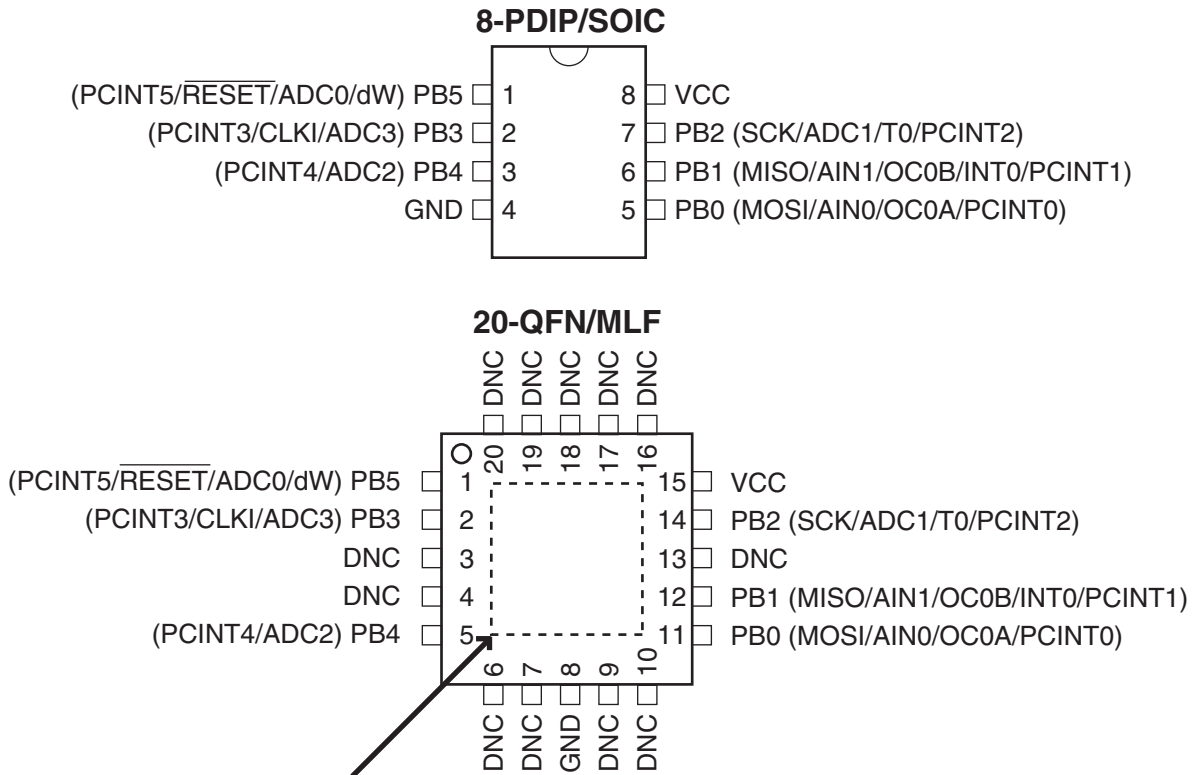 8-PDIP/SOIC
(PCINT5/RESET/ADC0/dW) PB5 1 8 VCC
(PCINT3/CLKI/ADC3) PB3 2 7 PB2 (SCK/ADC1/T0/PCINT2)
(PCINT4/ADC2) PB4 3 6 PB1 (MISO/AIN1/OC0B/INT0/PCINT1)
GND 4 5 PB0 (MOSI/AIN0/OC0A/PCINT0)
20-QFN/MLF
DNC DNC DNC DNC DNC
20 19 18 17 16
(PCINT5/RESET/ADC0/dW) PB5 1 15 VCC
(PCINT3/CLKI/ADC3) PB3 2 14 PB2 (SCK/ADC1/T0/PCINT2)
DNC 3 13 DNC
DNC 4 12 PB1 (MISO/AIN1/OC0B/INT0/PCINT1)
(PCINT4/ADC2) PB4 5 11 PB0 (MOSI/AIN0/OC0A/PCINT0)
6 7 8 9 10
DNC DNC GND DNC DNC